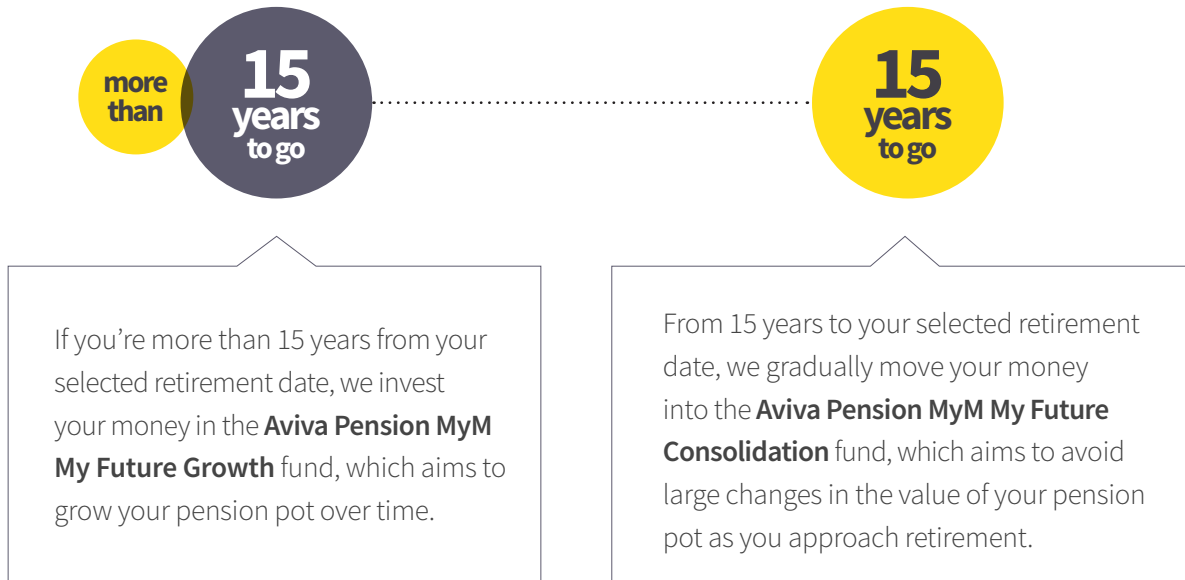 more
than
15
years
to go
15
years
to go
If you’re more than 15 years from your
selected retirement date, we invest
your money in the Aviva Pension MyM
My Future Growth fund, which aims to
grow your pension pot over time.
From 15 years to your selected retirement
date, we gradually move your money
into the Aviva Pension MyM My Future
Consolidation fund, which aims to avoid
large changes in the value of your pension
pot as you approach retirement.